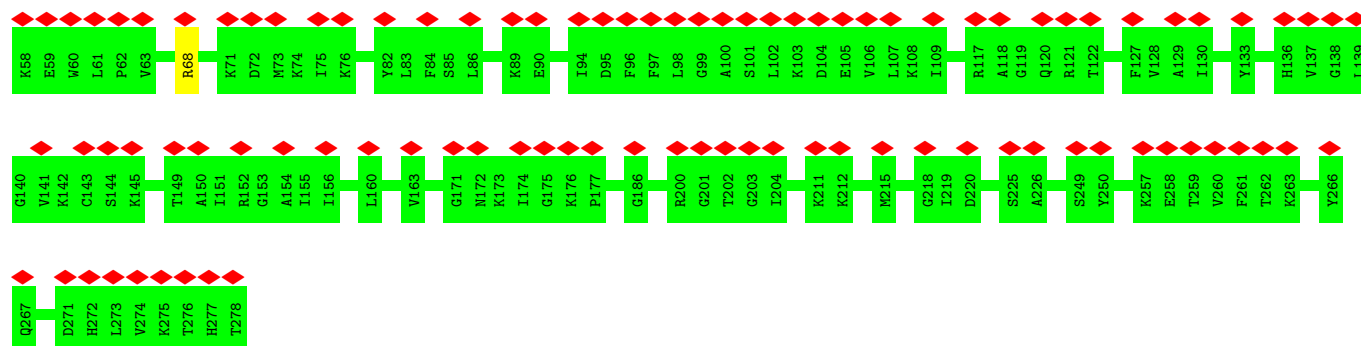 K58 E59 W60 L61 P62 V63 R68 K71 D72 M73 K74 I75 K76 Y82 L83 F84 S85 L86 K89 E90 I94 D95 F96 F97 L98 G99 A100 S101 L102 K103 D104 E105 V106 L107 K108 I109 R117 A118 G119 Q120 R121 T122 F127 V128 A129 I130 Y133 H136 V137 G138 L139
G140 V141 K142 C143 S144 K145 T149 A150 I151 R152 G153 A154 I155 I156 L160 V163 G171 N172 K173 I174 G175 K176 P177 G186 R200 G201 T202 G203 I204 K211 K212 M215 G218 I219 D220 S225 A226 S249 Y250 K257 E258 T259 V260 F261 T262 K263 Y266
Q267 D271 H272 L273 V274 K275 T276 H277 T278